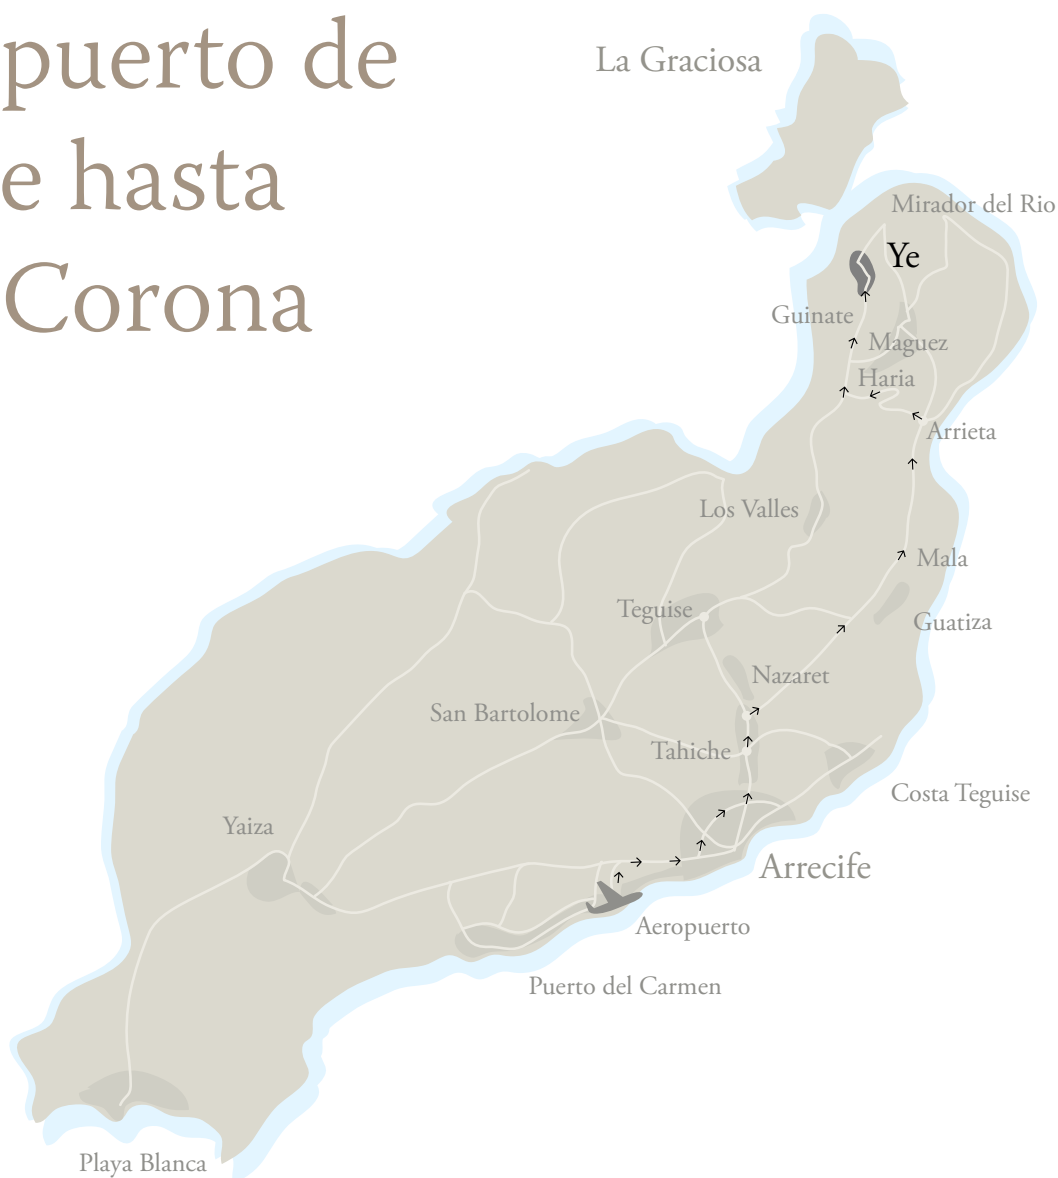 puerto de
e hasta
Corona
La Graciosa
Mirador del Rio
Ye
Guinate
Maguez
Haria
Arrieta
Los Valles
Mala
Teguise
Guatiza
Nazaret
San Bartolome
Tahiche
Costa Teguise
Yaiza
Arrecife
Aeropuerto
Puerto del Carmen
Playa Blanca